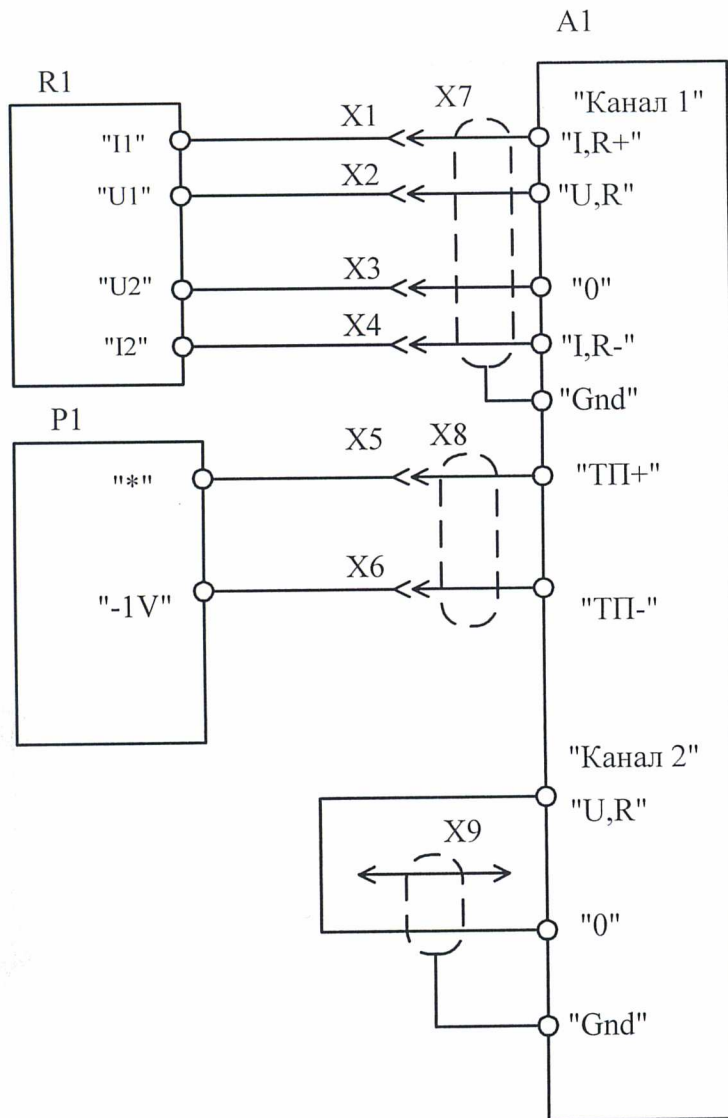 A1
R1
"Канал 1"
"I1"
X1
X7
"I,R+"
"U1"
X2
"U,R"
"U2"
X3
"0"
"I2"
X4
"I,R-"
"Gnd"
P1
"*"
X5
X8
"ТП+"
"-1V"
X6
"ТП-"
"Канал 2"
"U,R"
X9
"0"
"Gnd"